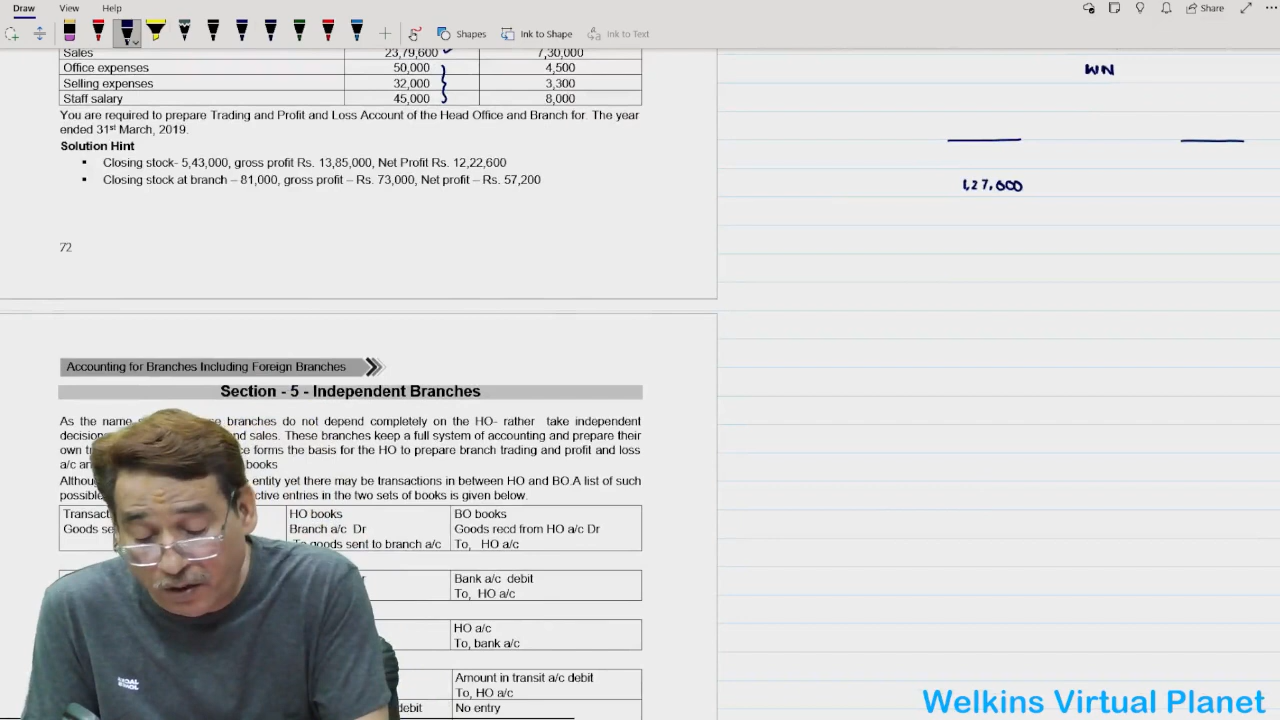 Draw View Help
Share
Shapes Ink to Shape Ink to Text
Sales 23,79,600 7,30,000
Office expenses 50,000 4,500
Selling expenses 32,000 3,300
Staff salary 45,000 8,000
You are required to prepare Trading and Profit and Loss Account of the Head Office and Branch for. The year
ended 31st March, 2019.
Solution Hint
Closing stock- 5,43,000, gross profit Rs. 13,85,000, Net Profit Rs. 12,22,600
Closing stock at branch – 81,000, gross profit – Rs. 73,000, Net profit – Rs. 57,200
72
WN
1,27,600
Accounting for Branches Including Foreign Branches
Section - 5 - Independent Branches
As the name branches do not depend completely on the HO- rather take independent
decision and sales. These branches keep a full system of accounting and prepare their
own forms the basis for the HO to prepare branch trading and profit and loss
a/c books
entity yet there may be transactions in between HO and BO.A list of such
possible entries in the two sets of books is given below.
HO books BO books
Branch a/c Dr Goods recd from HO a/c Dr
To goods sent to branch a/c To, HO a/c
Bank a/c debit
To, HO a/c
HO a/c
To, bank a/c
Amount in transit a/c debit
To, HO a/c
debit No entry
Welkins Virtual Planet